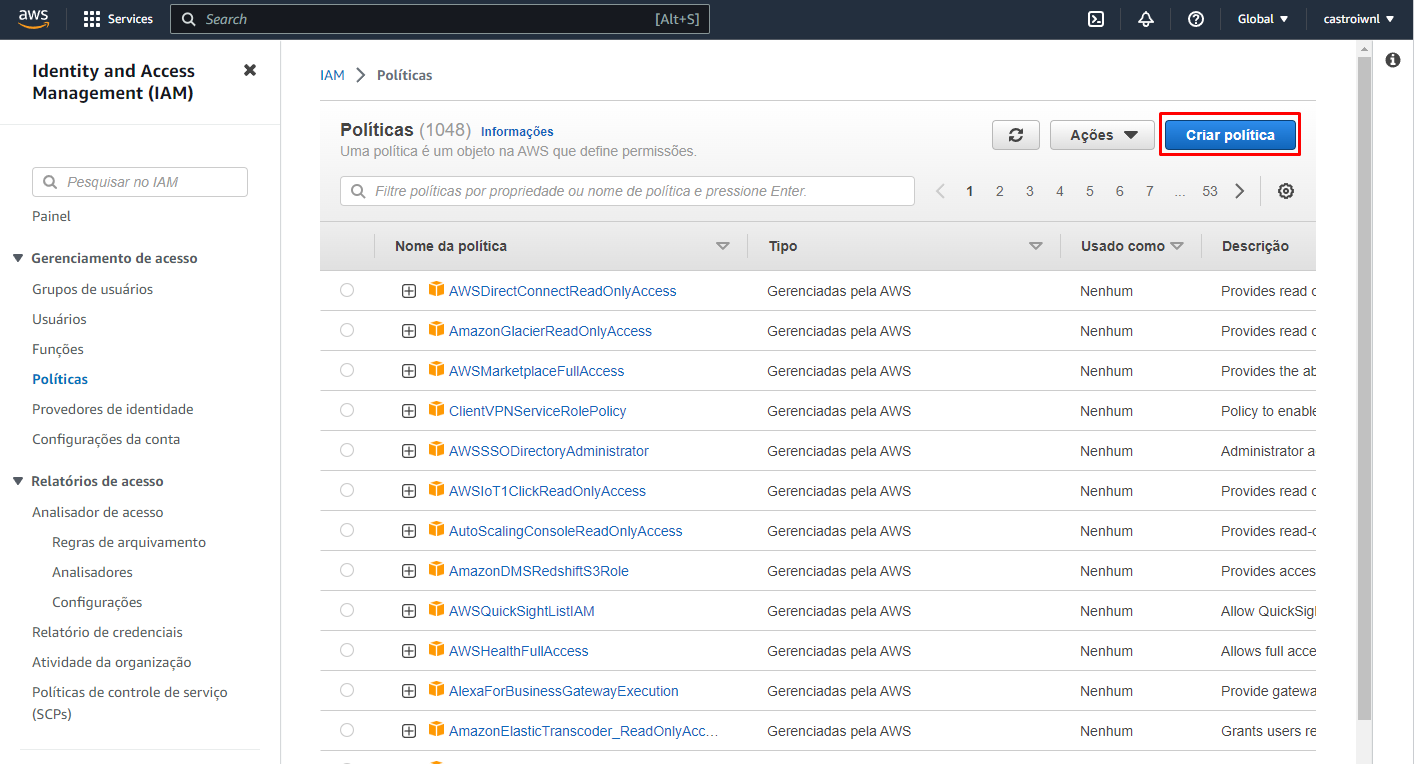 aws Services Search [Alt+S] Global castroiwnl
Identity and Access
Management (IAM)
Pesquisar no IAM
Painel
Gerenciamento de acesso
Grupos de usuários
Usuários
Funções
Políticas
Provedores de identidade
Configurações da conta
Relatórios de acesso
Analisador de acesso
Regras de arquivamento
Analisadores
Configurações
Relatório de credenciais
Atividade da organização
Políticas de controle de serviço
(SCPs)
IAM > Políticas
Políticas (1048) Informações
Uma política é um objeto na AWS que define permissões.
Ações Criar política
Filtre políticas por propriedade ou nome de política e pressione Enter.
1 2 3 4 5 6 7 ... 53
Nome da política Tipo Usado como Descrição
AWSDirectConnectReadOnlyAccess Gerenciadas pela AWS Nenhum Provides read
AmazonGlacierReadOnlyAccess Gerenciadas pela AWS Nenhum Provides read
AWSMarketplaceFullAccess Gerenciadas pela AWS Nenhum Provides the ab
ClientVPNServiceRolePolicy Gerenciadas pela AWS Nenhum Policy to enable
AWSSSODirectoryAdministrator Gerenciadas pela AWS Nenhum Administrator a
AWSIoT1ClickReadOnlyAccess Gerenciadas pela AWS Nenhum Provides read
AutoScalingConsoleReadOnlyAccess Gerenciadas pela AWS Nenhum Provides read-
AmazonDMSRedshiftS3Role Gerenciadas pela AWS Nenhum Provides acces
AWSQuickSightListIAM Gerenciadas pela AWS Nenhum Allow QuickSig
AWSHealthFullAccess Gerenciadas pela AWS Nenhum Allows full acce
AlexaForBusinessGatewayExecution Gerenciadas pela AWS Nenhum Provide gatewa
AmazonElasticTranscoder_ReadOnlyAcc... Gerenciadas pela AWS Nenhum Grants users re